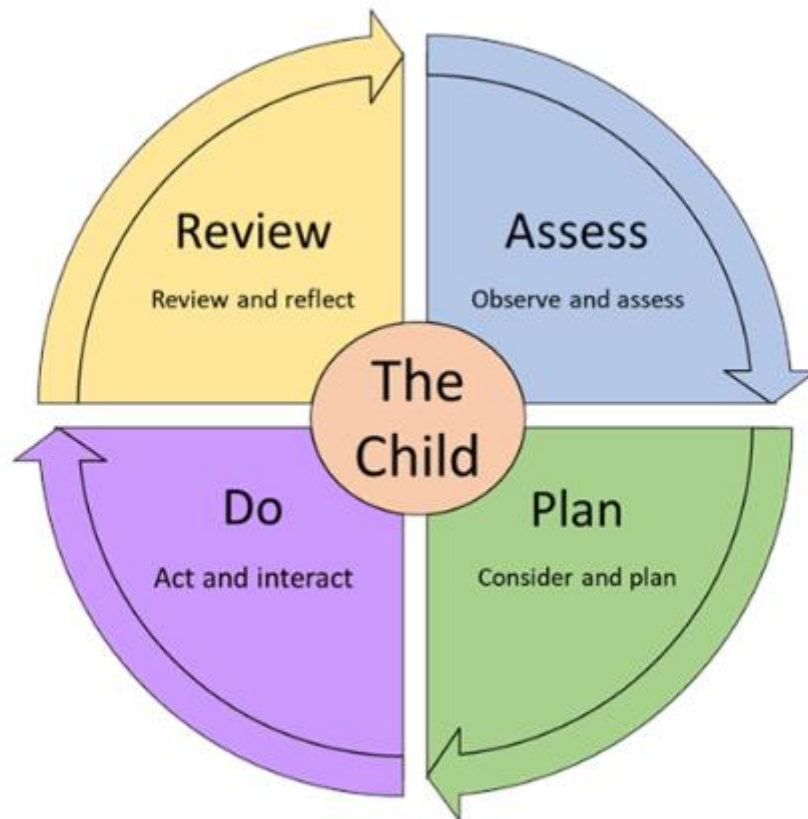 Review
Review and reflect
Assess
Observe and assess
The
Child
Do
Act and interact
Plan
Consider and plan